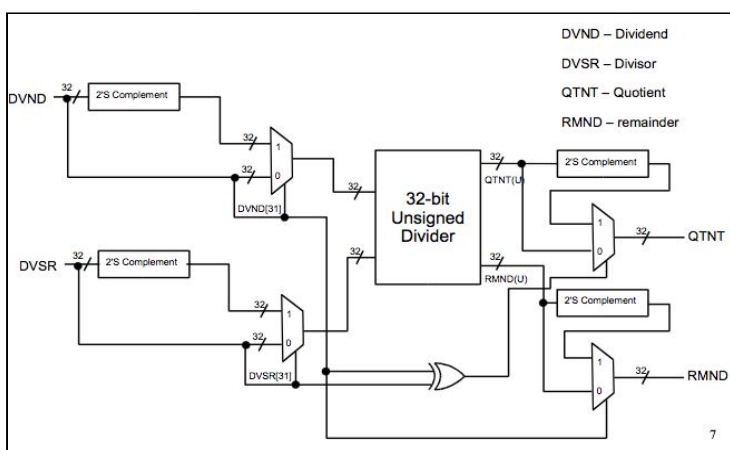 DVND – Dividend
DVSR – Divisor
QTNT – Quotient
RMND – remainder
DVND
32
2'S Complement
32
1
32
0
DVND[31]
DVSR
32
2'S Complement
32
1
32
0
DVSR[31]
32
32
32-bit
Unsigned
Divider
32
QTNT(U)
32
RMND(U)
2'S Complement
1
0
32
QTNT
2'S Complement
1
0
32
RMND
7